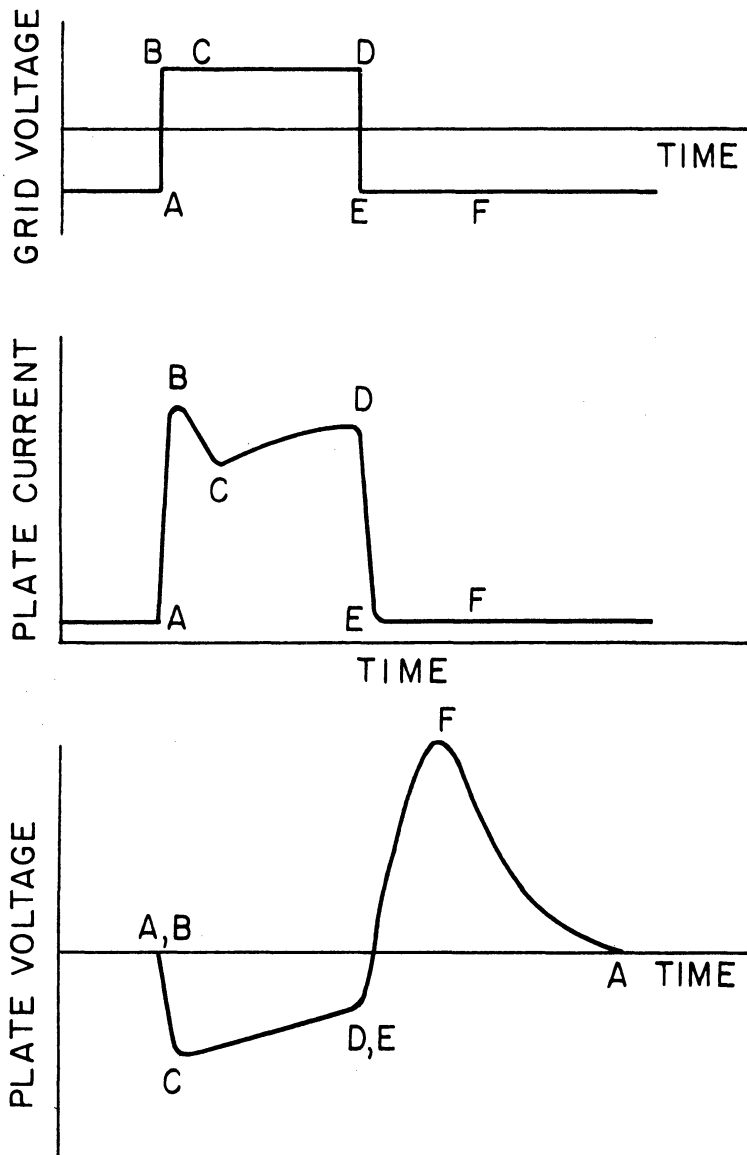 GRID VOLTAGE
B C D
TIME
A E F
PLATE CURRENT
B
D
C
F
A E
TIME
PLATE VOLTAGE
F
A,B
A TIME
D,E
C